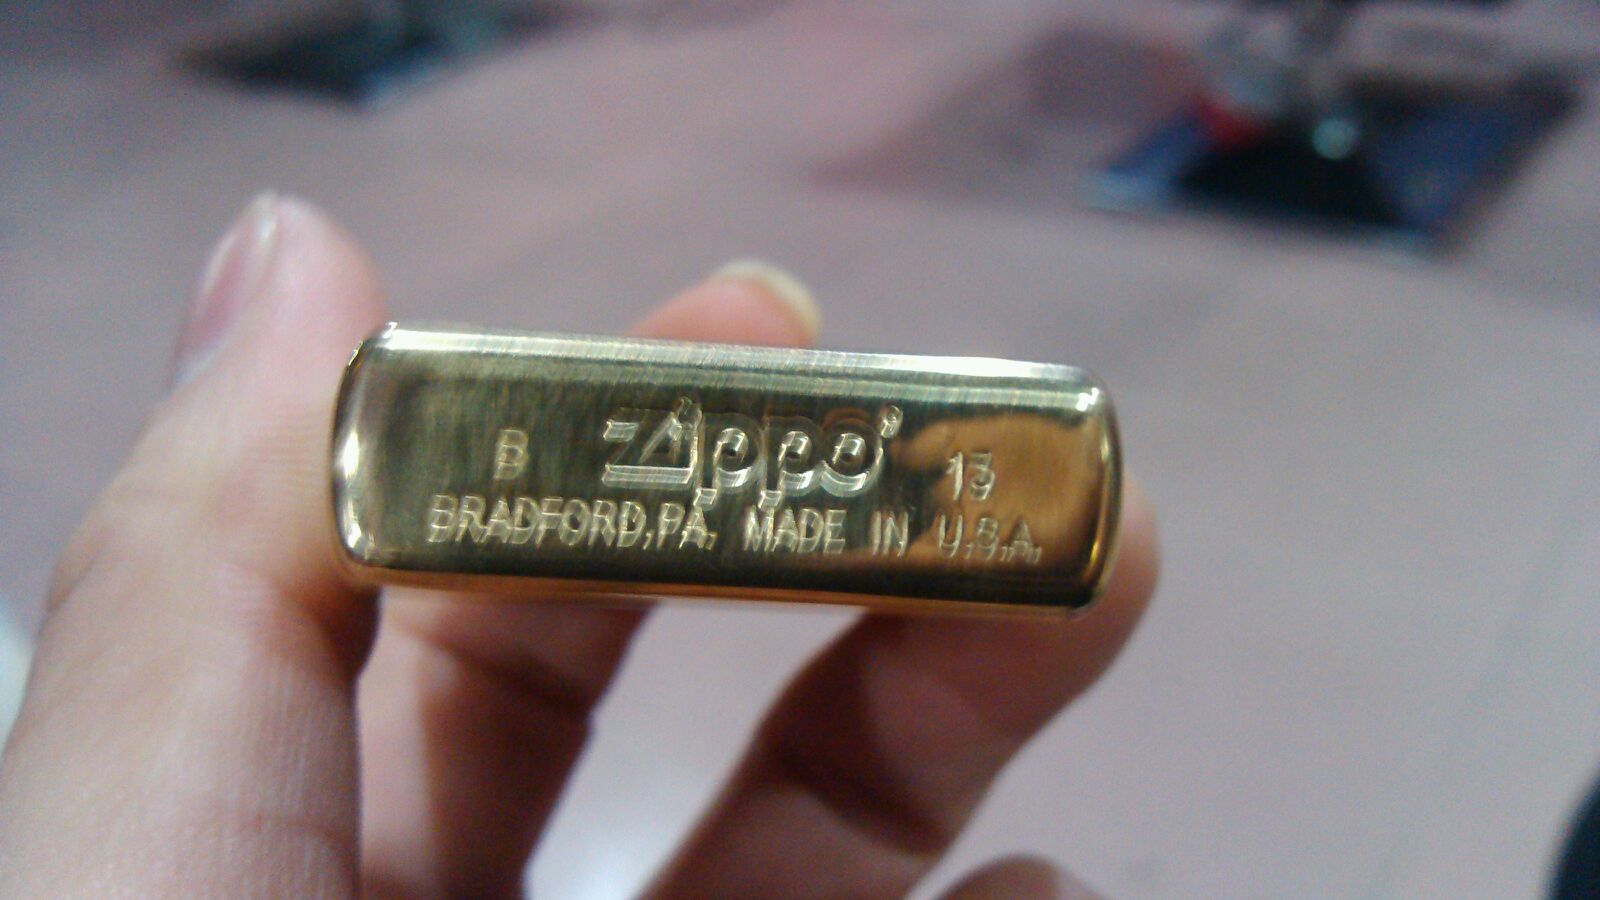 B Zippo 13
BRADFORD,PA. MADE IN U.S.A.